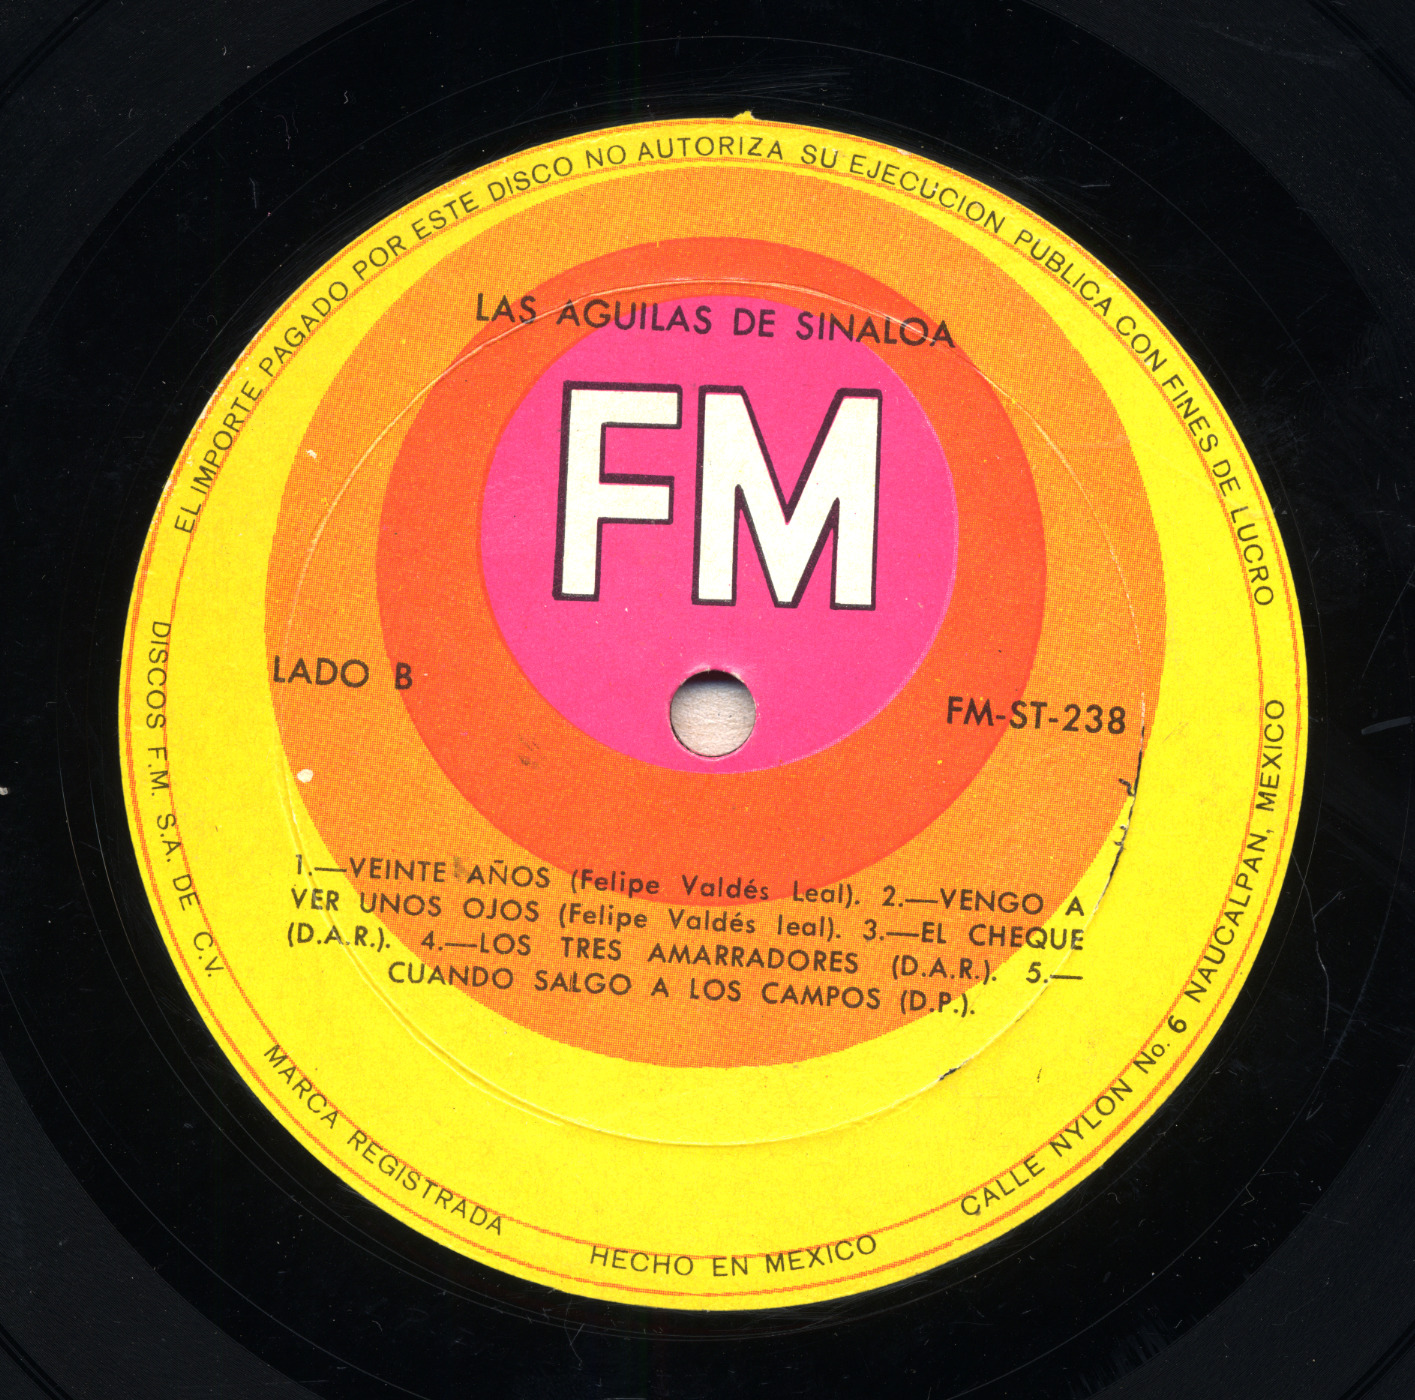 EL IMPORTE PAGADO POR ESTE DISCO NO AUTORIZA SU EJECUCION PUBLICA CON FINES DE LUCRO
LAS AGUILAS DE SINALOA
FM
LADO B
FM-ST-238
1.—VEINTE AÑOS (Felipe Valdés Leal). 2.—VENGO A
VER UNOS OJOS (Felipe Valdés leal). 3.—EL CHEQUE
(D.A.R.). 4.—LOS TRES AMARRADORES (D.A.R.). 5.—
CUANDO SALGO A LOS CAMPOS (D.P.).
DISCOS F.M. S.A. DE C.V. MARCA REGISTRADA HECHO EN MEXICO CALLE NYLON No. 6 NAUCALPAN, MEXICO